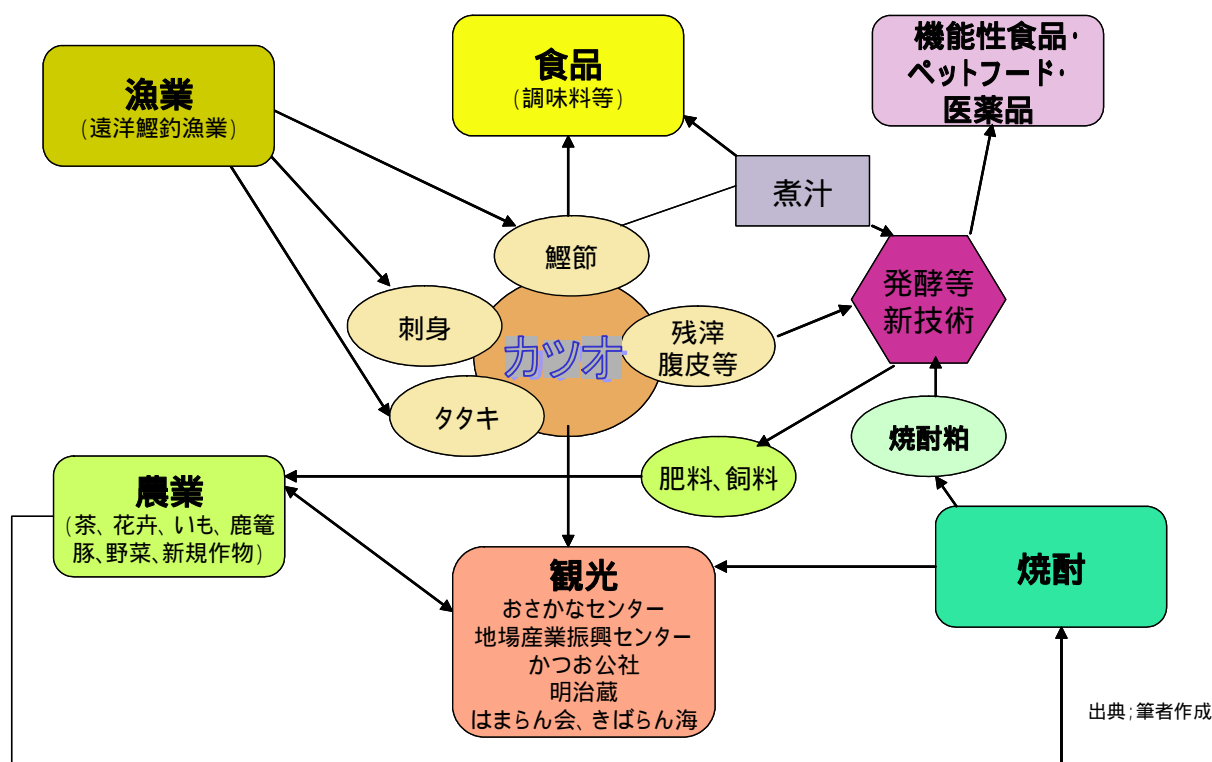 漁業
(遠洋鰹釣漁業)
食品
(調味料等)
機能性食品・
ペットフード・
医薬品
煮汁
鰹節
発酵等
新技術
刺身
カツオ
残滓
腹皮等
タタキ
焼酎粕
肥料、飼料
農業
(茶、花卉、いも、鹿篭
豚、野菜、新規作物)
焼酎
観光
おさかなセンター
地場産業振興センター
かつお公社
明治蔵
はまらん会、きばらん海
出典;筆者作成